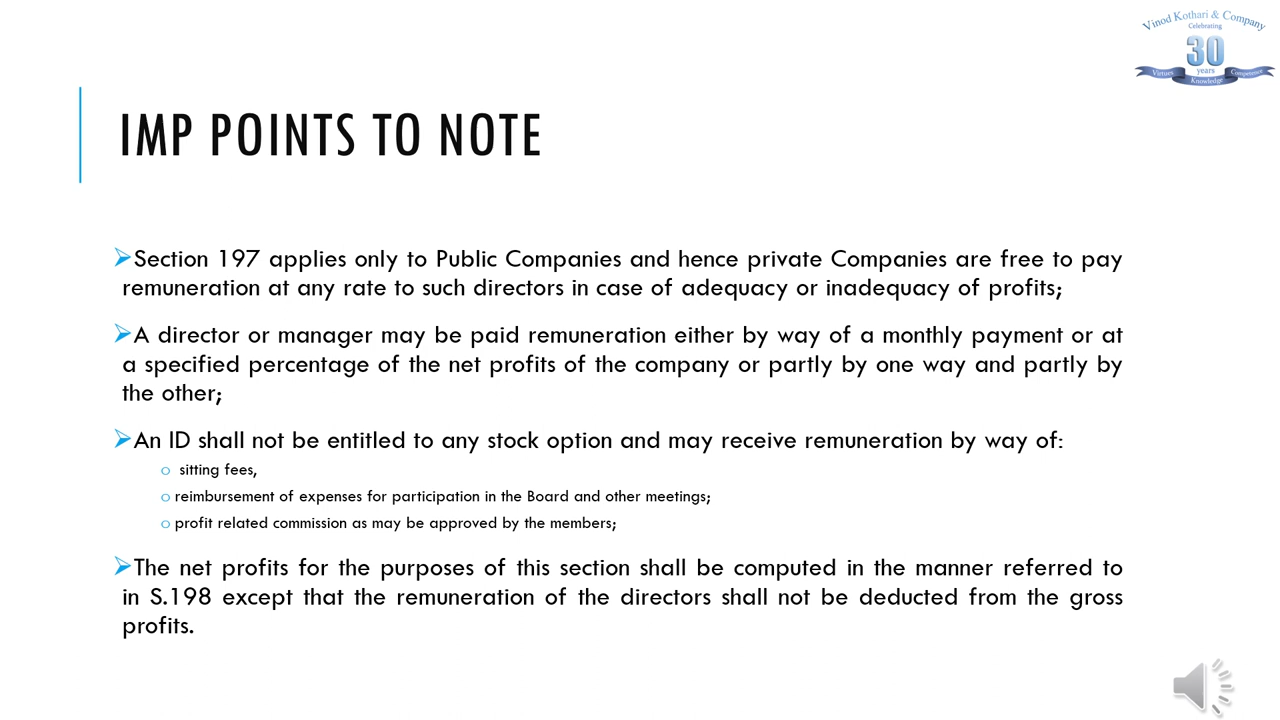 Vinod Kothari & Company
Celebrating
30
years
Virtues Knowledge Competence
IMP POINTS TO NOTE
➢Section 197 applies only to Public Companies and hence private Companies are free to pay
remuneration at any rate to such directors in case of adequacy or inadequacy of profits;
➢A director or manager may be paid remuneration either by way of a monthly payment or at
a specified percentage of the net profits of the company or partly by one way and partly by
the other;
➢An ID shall not be entitled to any stock option and may receive remuneration by way of:
o sitting fees,
o reimbursement of expenses for participation in the Board and other meetings;
o profit related commission as may be approved by the members;
➢The net profits for the purposes of this section shall be computed in the manner referred to
in S.198 except that the remuneration of the directors shall not be deducted from the gross
profits.